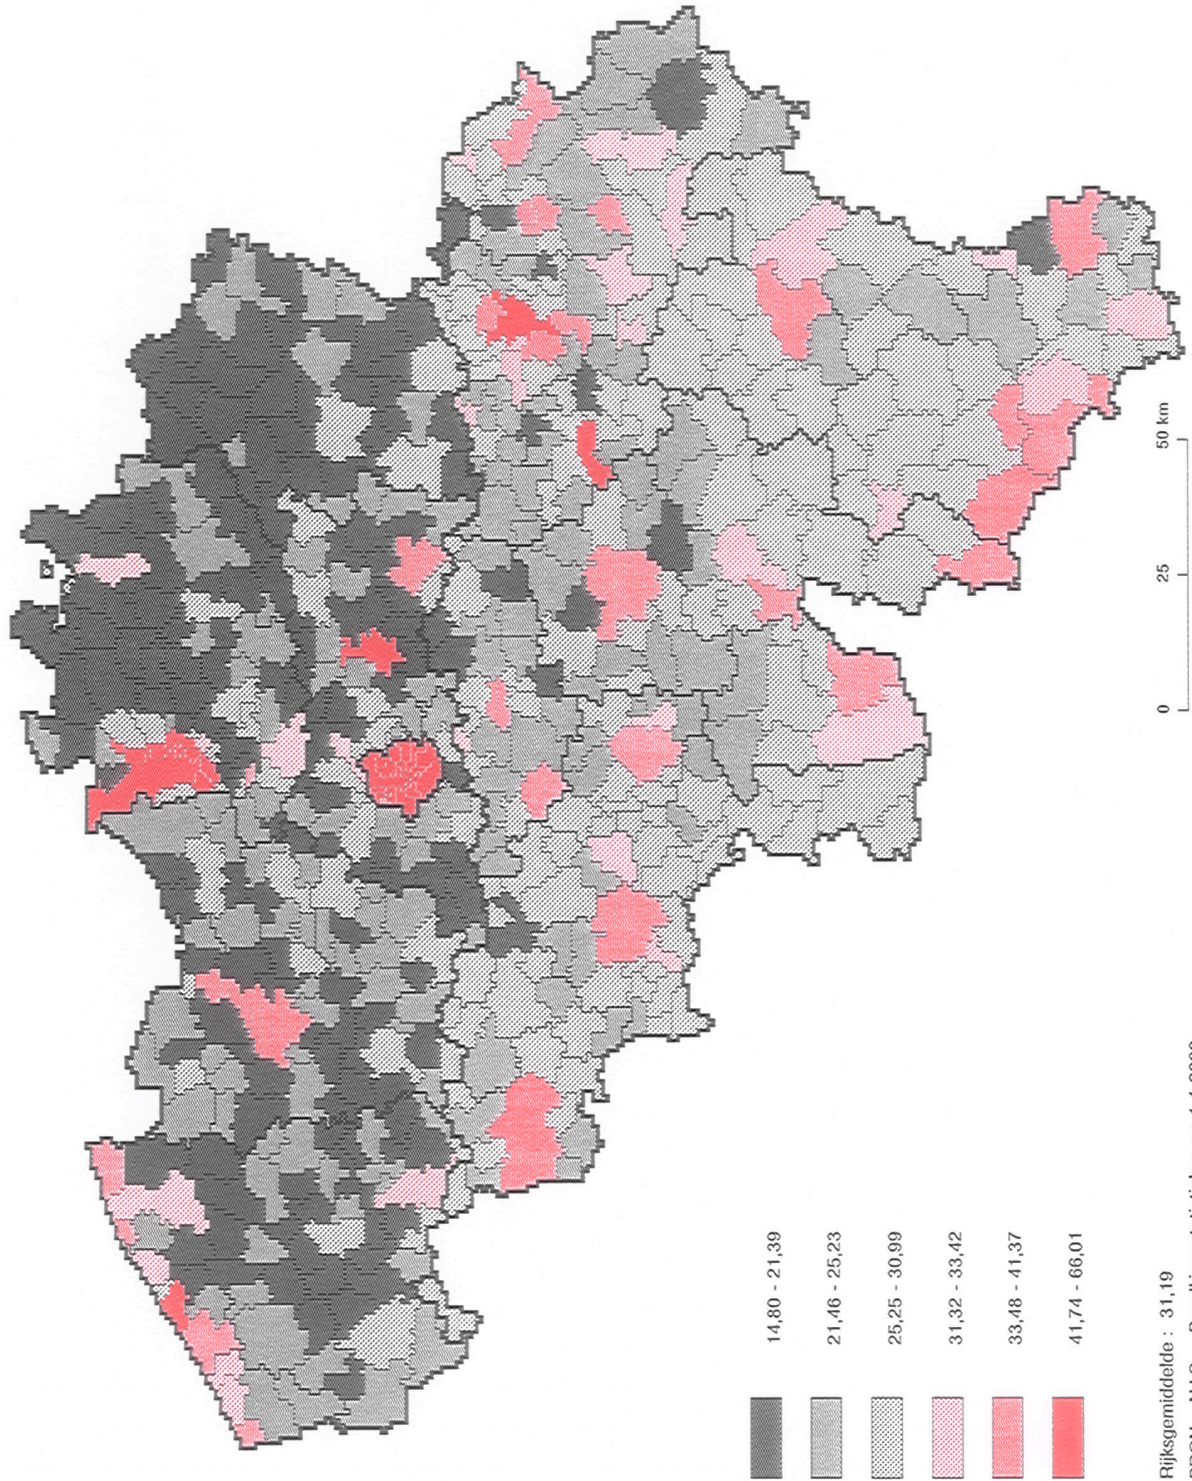 14,80 - 21,39
21,46 - 25,23
25,25 - 30,99
31,32 - 33,42
33,48 - 41,37
41,74 - 66,01
0 25 50 km
Rijksgemiddelde : 31,19